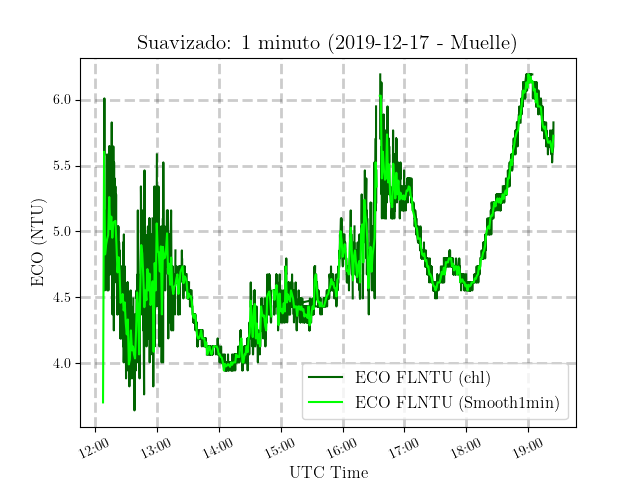 Suavizado: 1 minuto (2019-12-17 - Muelle)
ECO (NTU)
6.0
5.5
5.0
4.5
4.0
ECO FLNTU (chl)
ECO FLNTU (Smooth1min)
12:00 13:00 14:00 15:00 16:00 17:00 18:00 19:00
UTC Time